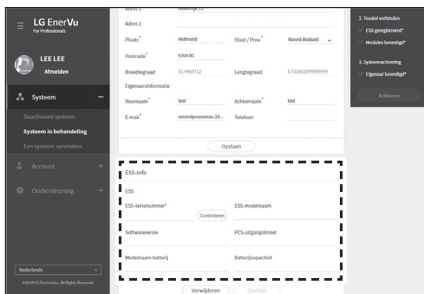 LG EnerVu
For Professionals
LEE LEE
Afmelden
Systeem
Geactiveerd systeem
Systeem in behandeling
Een systeem aanmaken
Account
Ondersteuning
Nederlands
Adres 2
Plaats*
Helmond
Staat / Prov.*
Noord-Brabant
Postcode*
5704 RC
Breedtegraad
51.4469712
Lengtegraad
Eigenaarsinformatie
Voornaam*
test
Achternaam*
test
E-mail*
Telefoon
Opslaan
ESS-info
ESS
ESS-serienummer*
Controleren
ESS-modelnaam
Softwareversie
PCS-uitgangslimiet
Modelnaam batterij
Batterijcapaciteit
Verwijderen
Opslaan
2. Toestel verbinden
ESS geregistreerd*
Modules bevestigd*
3. Systeemactivering
Eigenaar bevestigd*
Activeren